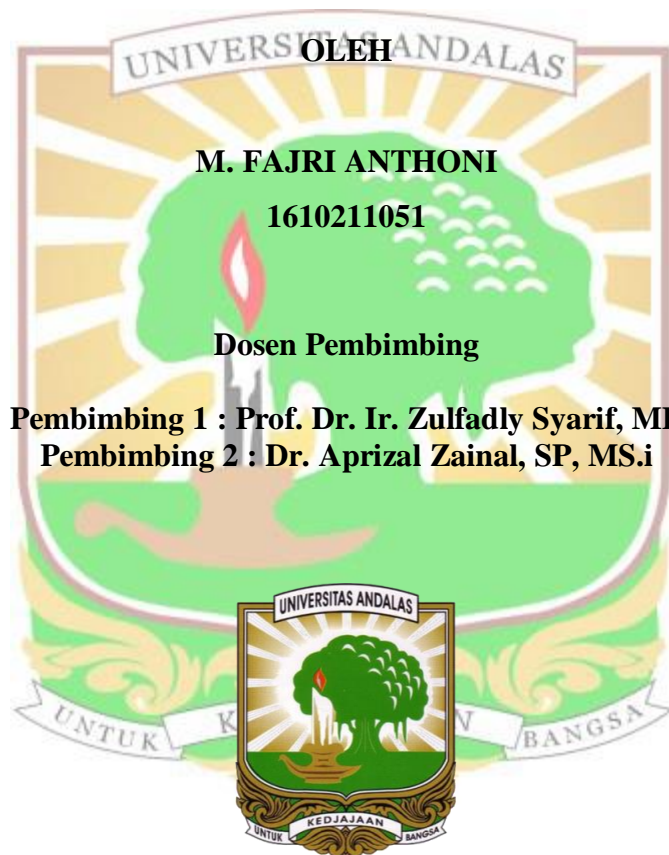 UNIVERSITAS ANDALAS
OLEH
M. FAJRI ANTHONI
1610211051
Dosen Pembimbing
Pembimbing 1 : Prof. Dr. Ir. Zulfadly Syarif,
Pembimbing 2 : Dr. Aprizal Zainal, SP, MS.i
UNIVERSITAS ANDALAS
UNTUK BANGSA
UNTUK KEDJAJAAN BANGSA